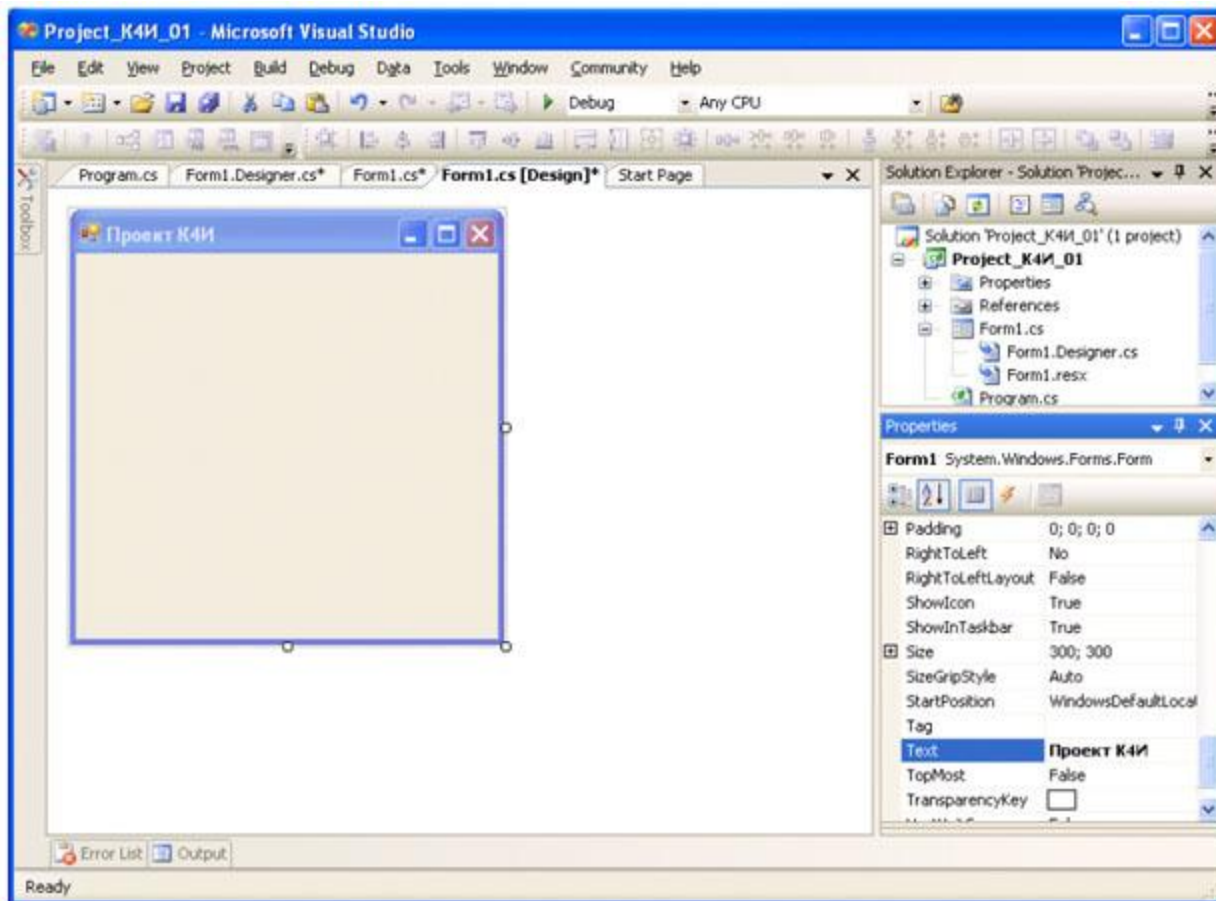 Project_К4И_01 - Microsoft Visual Studio
File Edit View Project Build Debug Data Tools Window Community Help
Debug Any CPU
Toolbox
Program.cs Form1.Designer.cs* Form1.cs* Form1.cs [Design]* Start Page
Проект К4И
Solution Explorer - Solution 'Projec...
Solution 'Project_К4И_01' (1 project)
Project_К4И_01
Properties
References
Form1.cs
Form1.Designer.cs
Form1.resx
Program.cs
Properties
Form1 System.Windows.Forms.Form
Padding 0; 0; 0; 0
RightToLeft No
RightToLeftLayout False
ShowIcon True
ShowInTaskbar True
Size 300; 300
SizeGripStyle Auto
StartPosition WindowsDefaultLocat
Tag
Text Проект К4И
TopMost False
TransparencyKey
Error List Output
Ready